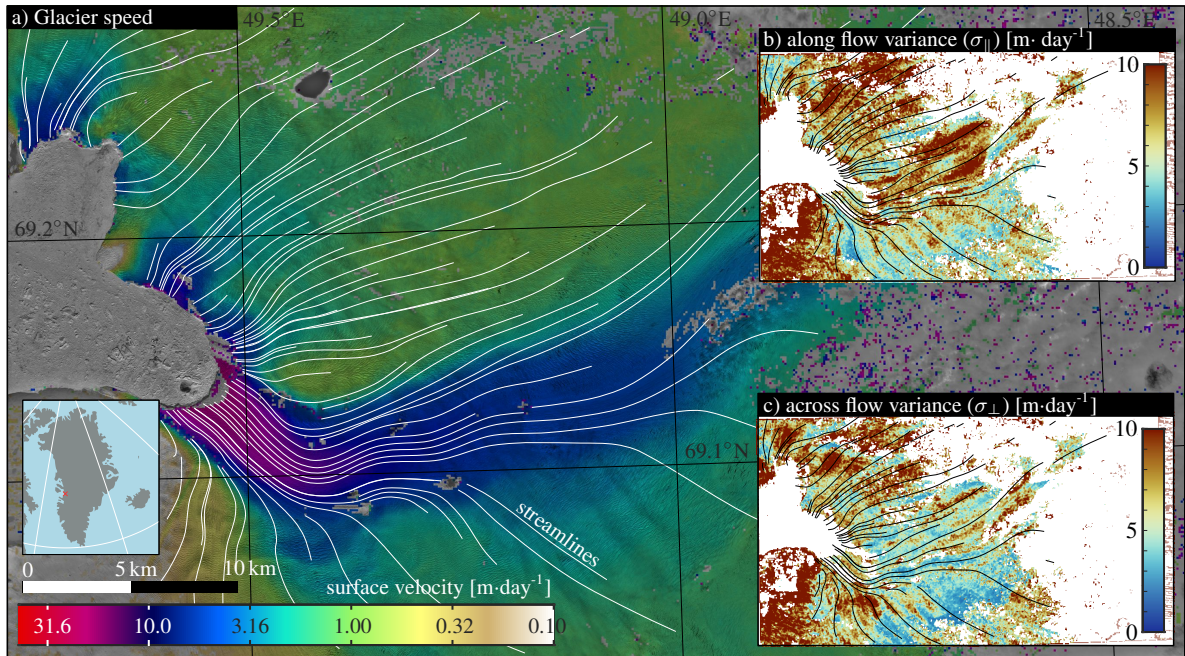 a) Glacier speed
49.5°E
49.0°E
48.5°E
b) along flow variance (σ∥) [m· day⁻¹]
10
5
0
69.2°N
69.1°N
c) across flow variance (σ⊥) [m·day⁻¹]
10
5
0
streamlines
0 5 km 10 km
surface velocity [m·day⁻¹]
31.6 10.0 3.16 1.00 0.32 0.10